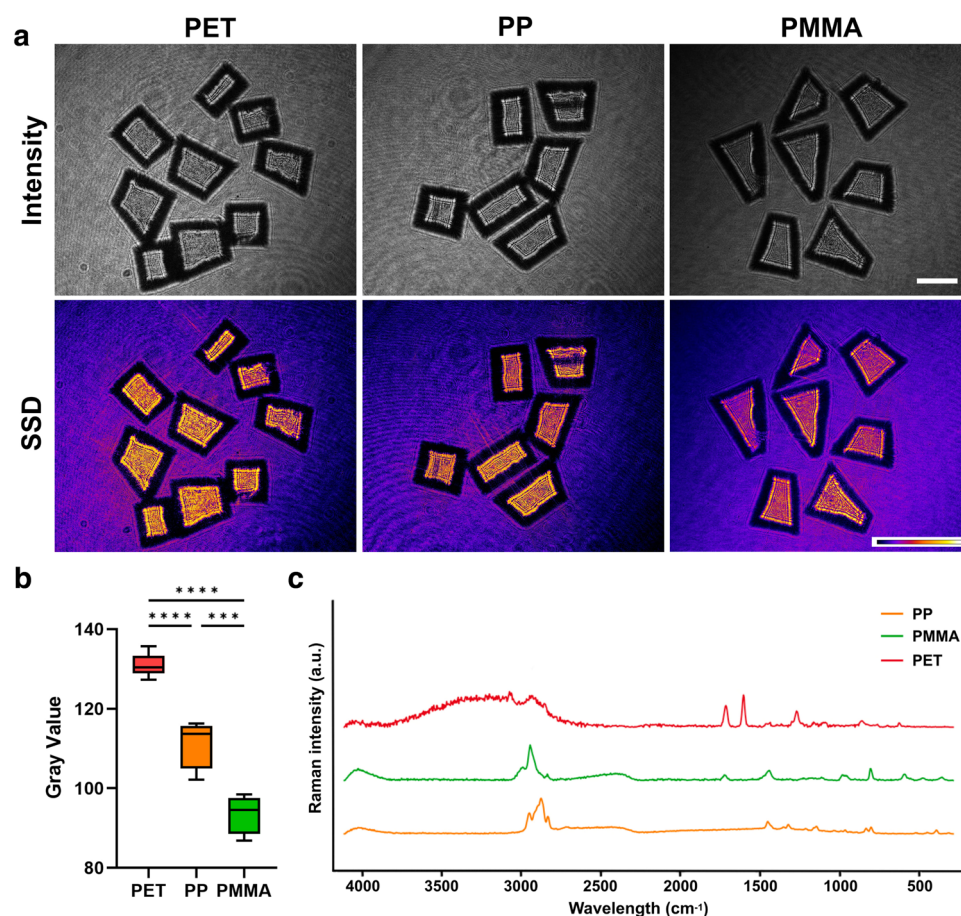 a
PET PP PMMA
Intensity
SSD
b
**** 
**** ***
Gray Value
140
120
100
80
PET PP PMMA
c
PP
PMMA
PET
Raman intensity (a.u.)
4000 3500 3000 2500 2000 1500 1000 500
Wavelength (cm-1)